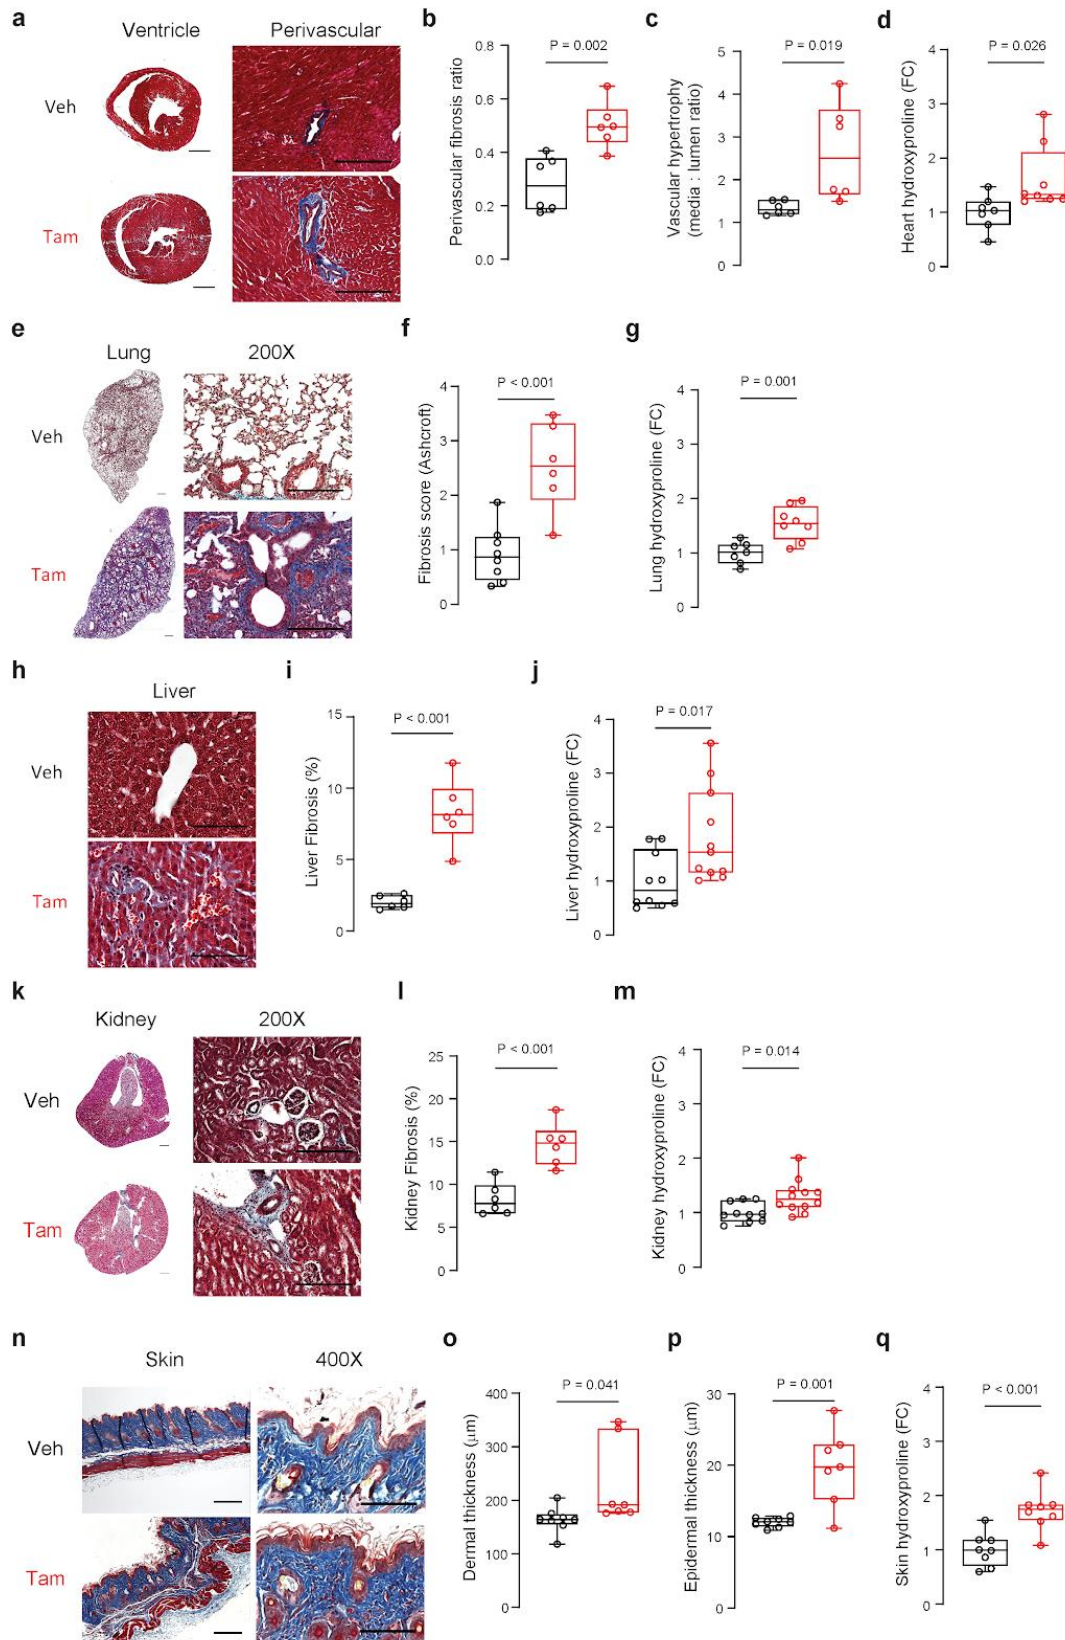 a
Ventricle
Perivascular
Veh
Tam
b
P = 0.002
Perivascular fibrosis ratio
0.8
0.6
0.4
0.2
0.0
c
P = 0.019
Vascular hypertrophy
(media : lumen ratio)
5
4
3
2
1
0
d
P = 0.026
Heart hydroxyproline (FC)
4
3
2
1
0
e
Lung
200X
Veh
Tam
f
P < 0.001
Fibrosis score (Ashcroft)
4
3
2
1
0
g
P = 0.001
Lung hydroxyproline (FC)
4
3
2
1
0
h
Liver
Veh
Tam
i
P < 0.001
Liver Fibrosis (%)
15
10
5
0
j
P = 0.017
Liver hydroxyproline (FC)
4
3
2
1
0
k
Kidney
200X
Veh
Tam
l
P < 0.001
Kidney Fibrosis (%)
25
20
15
10
5
0
m
P = 0.014
Kidney hydroxyproline (FC)
4
3
2
1
0
n
Skin
400X
Veh
Tam
o
P = 0.041
Dermal thickness (µm)
400
300
200
100
0
p
P = 0.001
Epidermal thickness (µm)
30
20
10
0
q
P < 0.001
Skin hydroxyproline (FC)
4
3
2
1
0